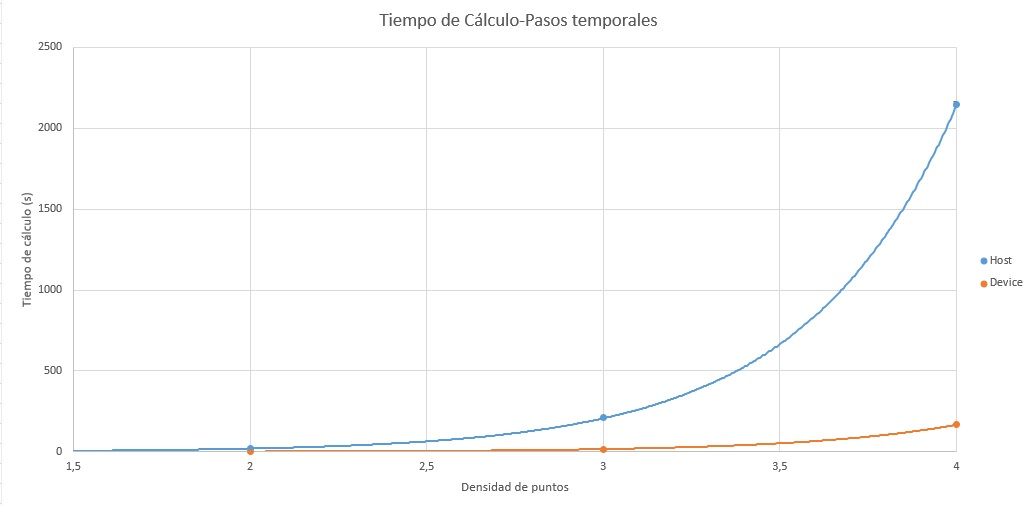 Tiempo de Cálculo-Pasos temporales
2500
2000
1500
1000
500
0
Tiempo de cálculo (s)
1,5 2 2,5 3 3,5 4
Densidad de puntos
Host
Device